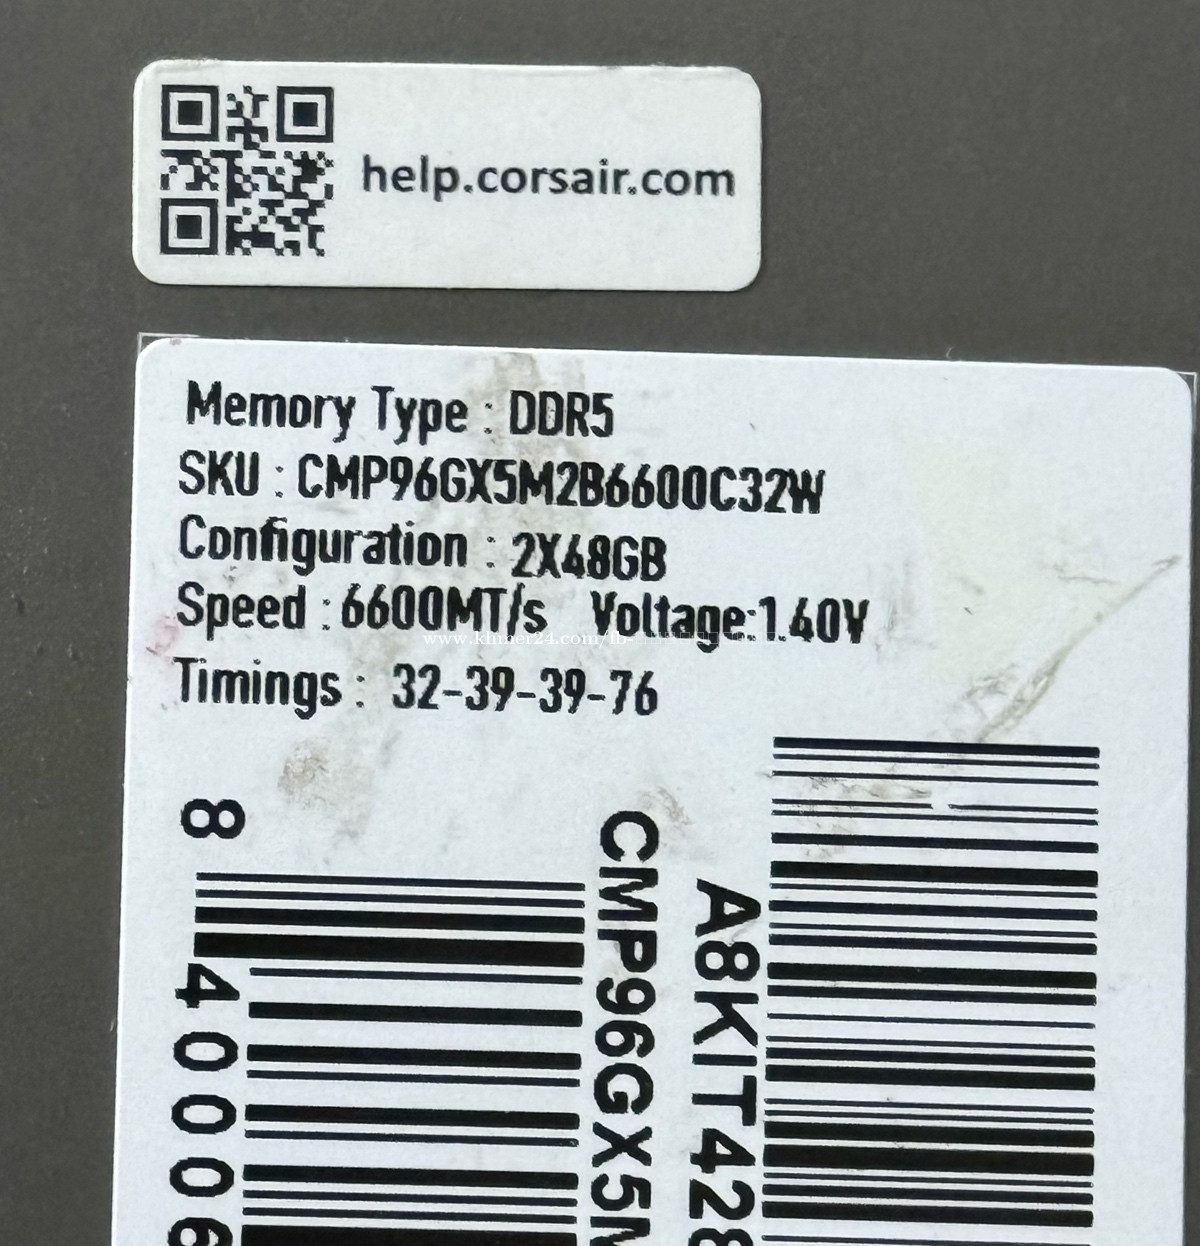 help.corsair.com
Memory Type : DDR5
SKU : CMP96GX5M2B6600C32W
Configuration : 2X48GB
Speed : 6600MT/s Voltage:1.40V
Timings : 32-39-39-76
8 4006
CMP96GX5M
A8KIT428